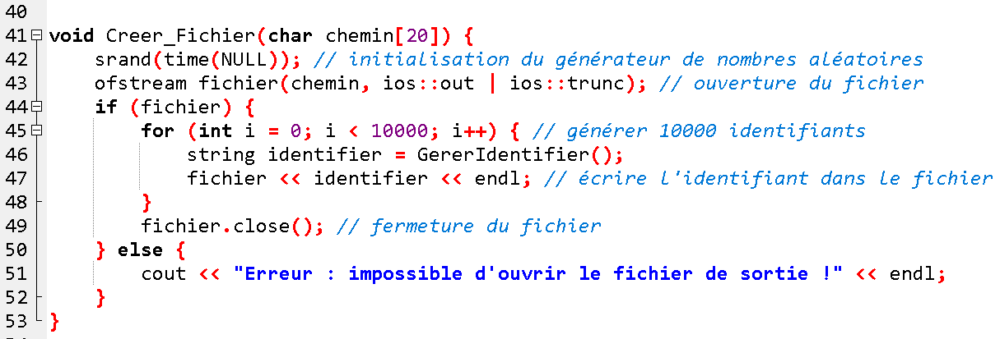 40
41 void Creer_Fichier(char chemin[20]) {
42 srand(time(NULL)); // initialisation du générateur de nombres aléatoires
43 ofstream fichier(chemin, ios::out | ios::trunc); // ouverture du fichier
44 if (fichier) {
45 for (int i = 0; i < 10000; i++) { // générer 10000 identifiants
46 string identifier = GererIdentifier();
47 fichier << identifier << endl; // écrire l'identifiant dans le fichier
48 }
49 fichier.close(); // fermeture du fichier
50 } else {
51 cout << "Erreur : impossible d'ouvrir le fichier de sortie !" << endl;
52 }
53 }